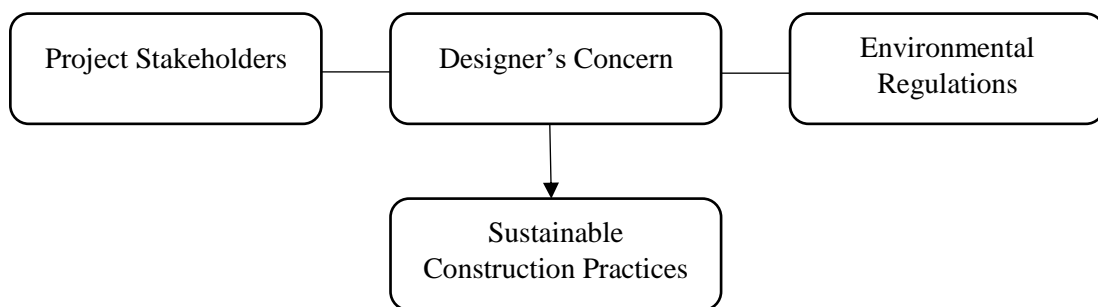 Project Stakeholders
Designer’s Concern
Environmental
Regulations
Sustainable
Construction Practices